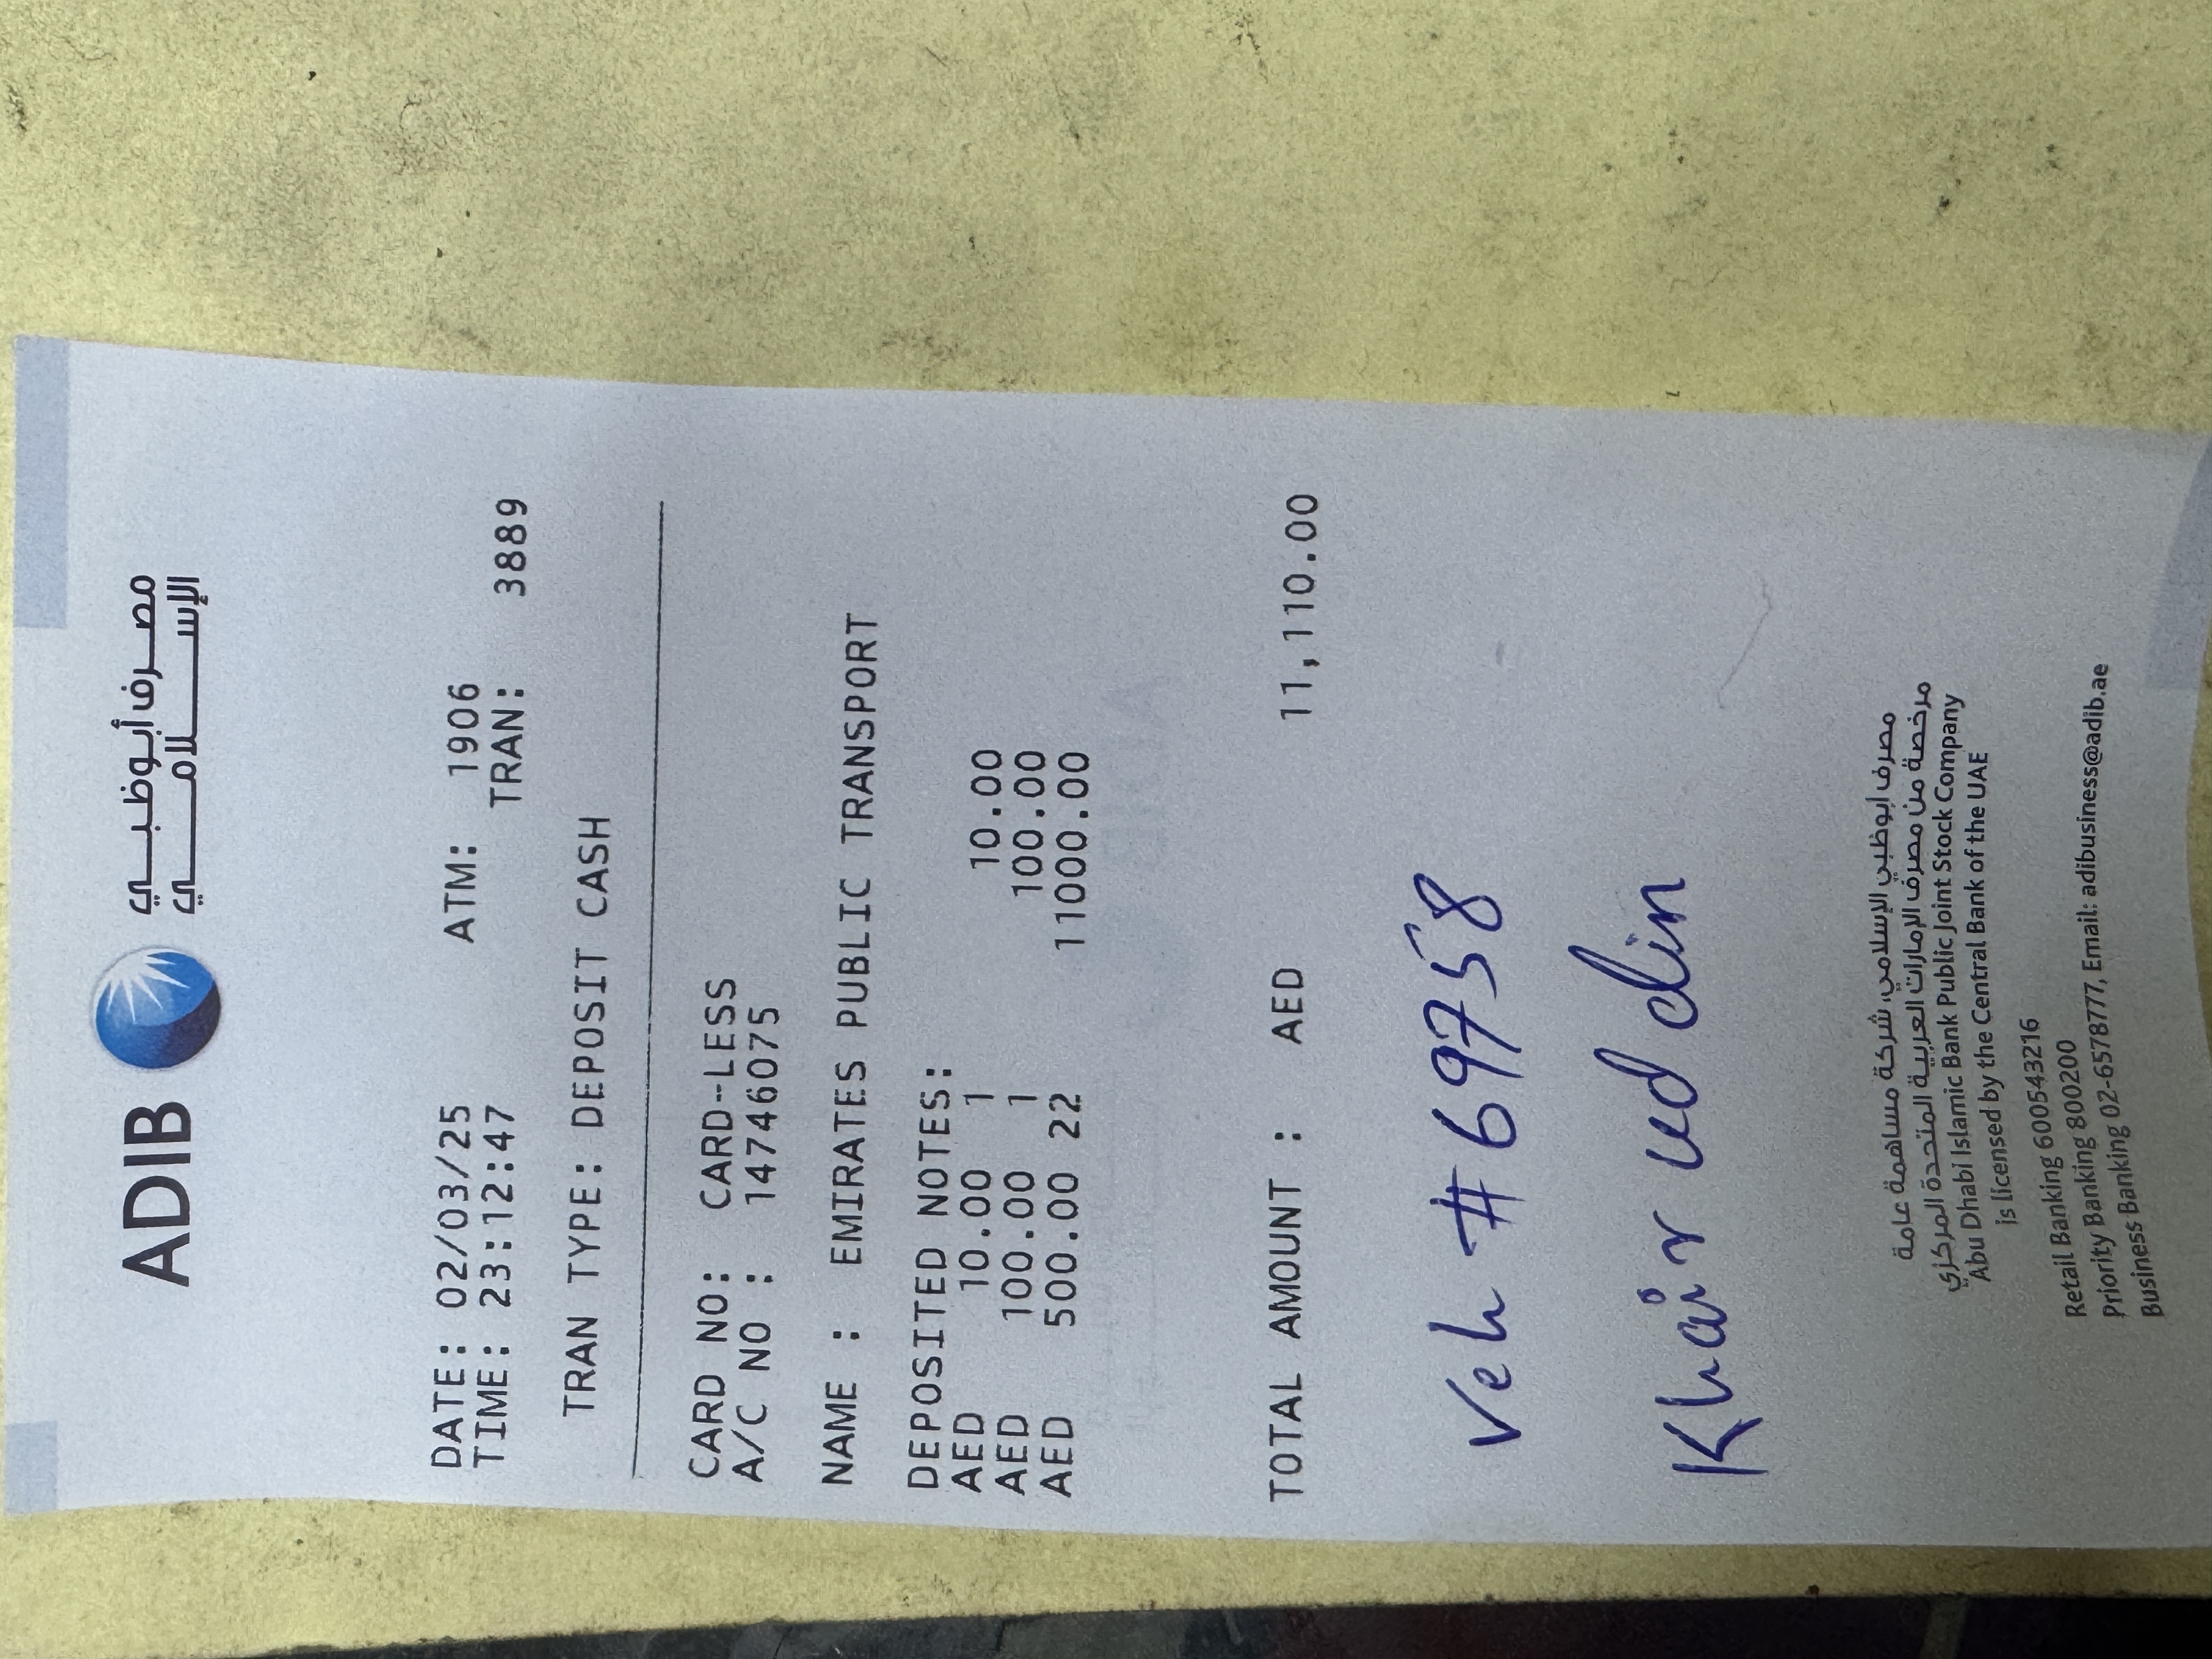 ADIB مصرف أبوظبي
الإسلامي
DATE: 02/03/25 ATM: 1906
TIME: 23:12:47 TRAN: 3889
TRAN TYPE: DEPOSIT CASH
CARD NO: CARD-LESS
A/C NO : 14746075
NAME : EMIRATES PUBLIC TRANSPORT
DEPOSITED NOTES:
AED 10.00 1 10.00
AED 100.00 1 100.00
AED 500.00 22 11000.00
TOTAL AMOUNT : AED 11,110.00
Veh # 69758
Khair ud din
مصرف أبوظبي الإسلامي، شركة مساهمة عامة
مرخصة من مصرف الإمارات العربية المتحدة المركزي
Abu Dhabi Islamic Bank Public Joint Stock Company
is licensed by the Central Bank of the UAE
Retail Banking 600543216
Priority Banking 800200
Business Banking 02-6578777, Email: adibusiness@adib.ae